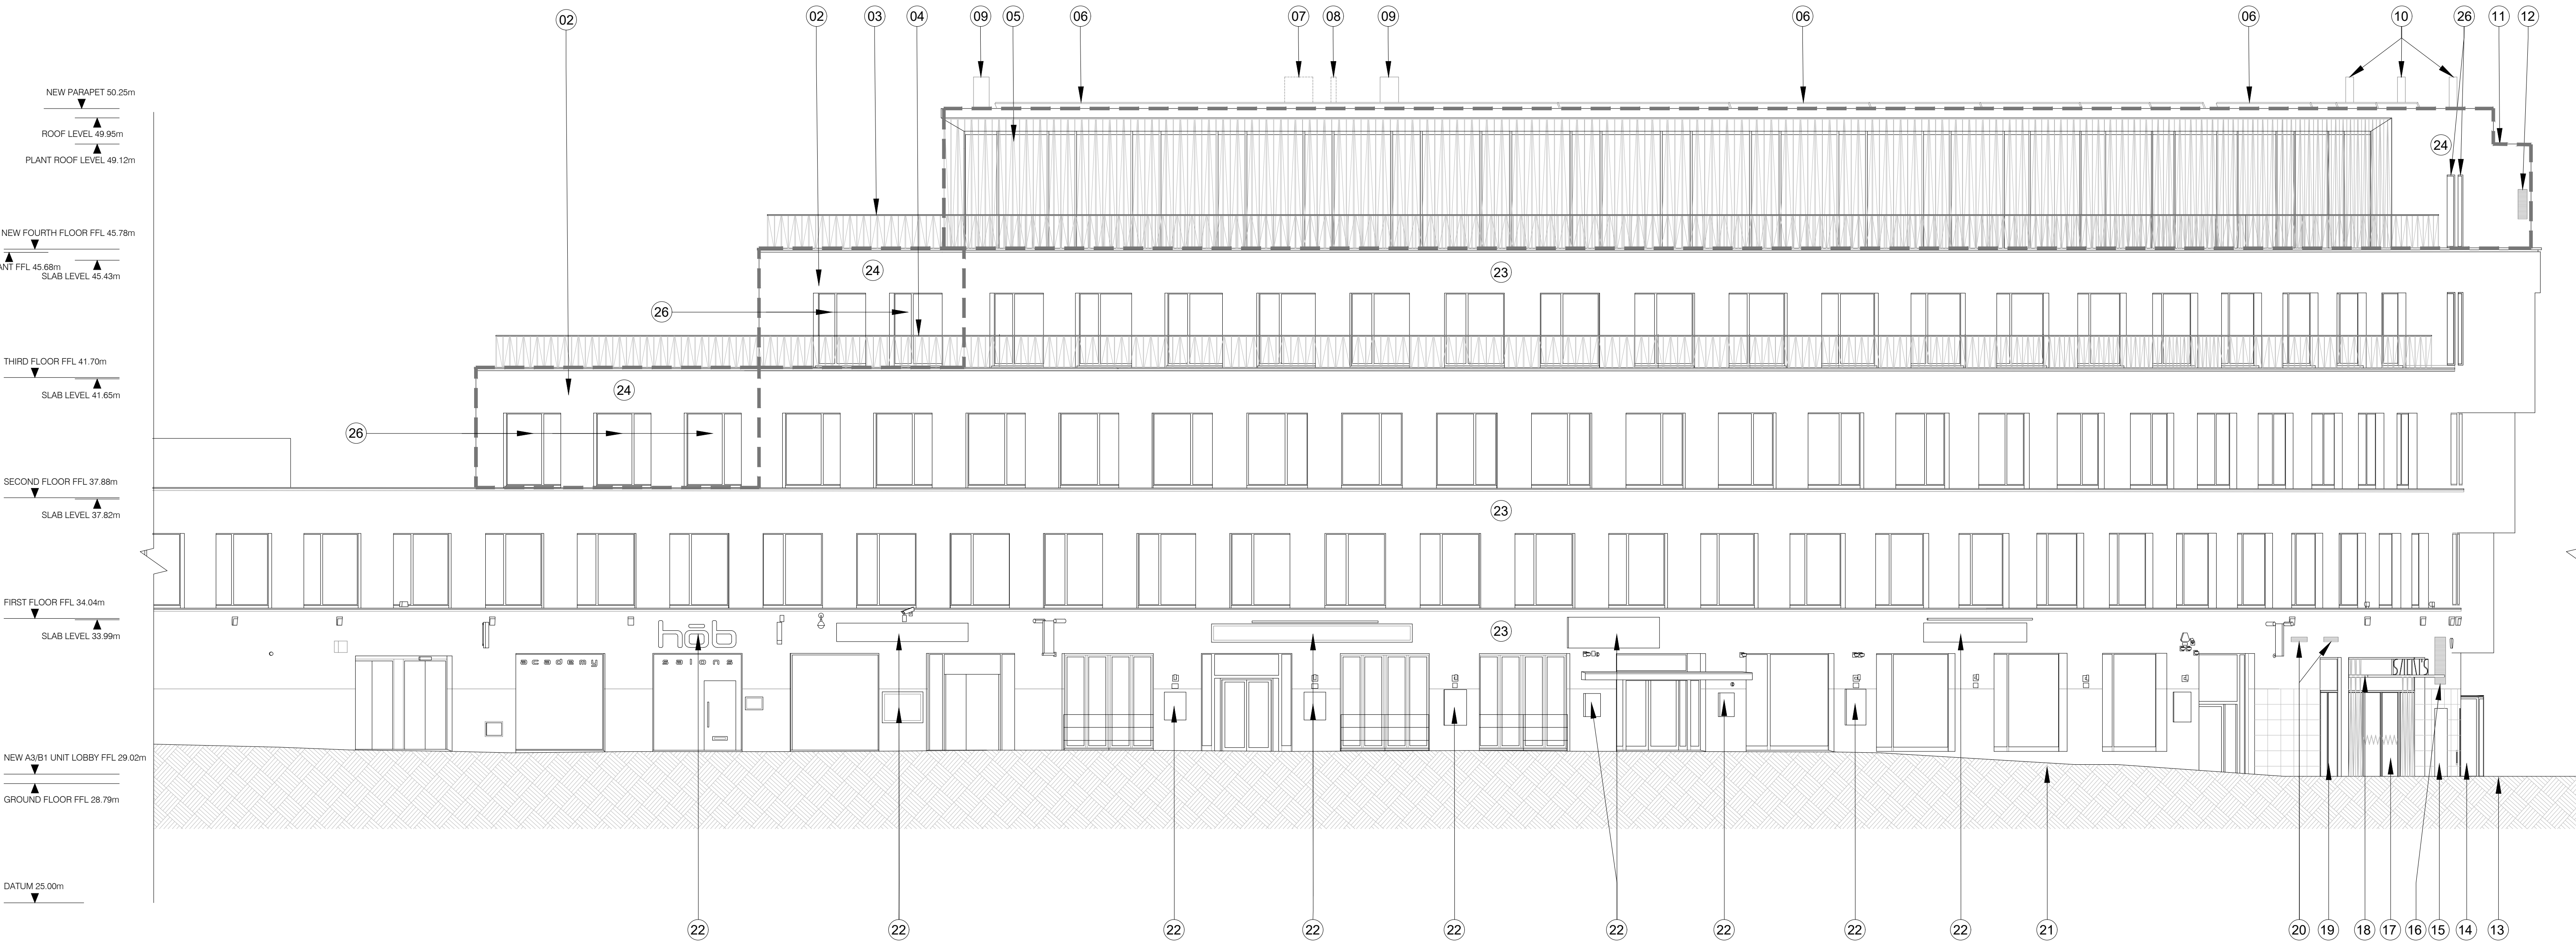 02
02
03
04
09
05
06
07
08
09
06
06
10
26
11
12
NEW PARAPET 50.25m
ROOF LEVEL 49.95m
PLANT ROOF LEVEL 49.12m
24
NEW FOURTH FLOOR FFL 45.78m
ANT FFL 45.68m
SLAB LEVEL 45.43m
24
23
26
THIRD FLOOR FFL 41.70m
SLAB LEVEL 41.65m
24
26
SECOND FLOOR FFL 37.88m
SLAB LEVEL 37.82m
23
FIRST FLOOR FFL 34.04m
SLAB LEVEL 33.99m
hōb
23
academy
salons
NEW A3/B1 UNIT LOBBY FFL 29.02m
GROUND FLOOR FFL 28.79m
DATUM 25.00m
22
22
22
22
22
22
22
22
22
21
20
19
18
17
16
15
14
13